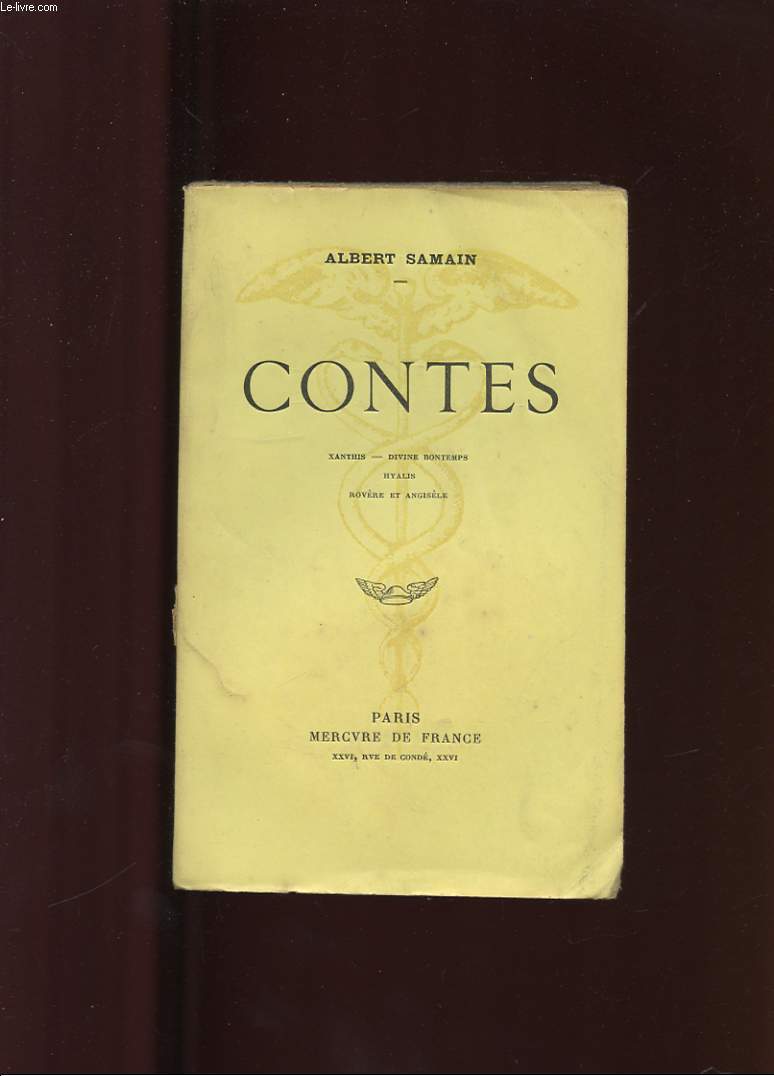 Le-livre.com
ALBERT SAMAIN
CONTES
XANTHIS — DIVINE BONTEMPS
HYALIS
ROVÈRE ET ANGISÈLE
PARIS
MERCVRE DE FRANCE
XXVI, RVE DE CONDÉ, XXVI